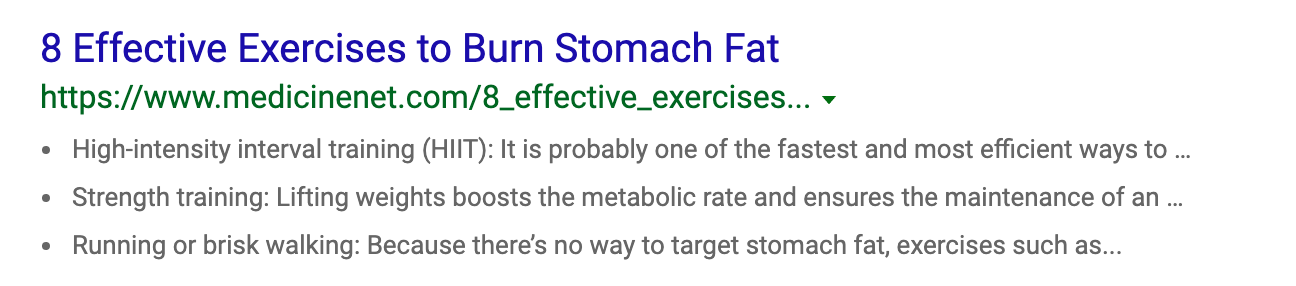 8 Effective Exercises to Burn Stomach Fat
https://www.medicinenet.com/8_effective_exercises...
• High-intensity interval training (HIIT): It is probably one of the fastest and most efficient ways to ...
• Strength training: Lifting weights boosts the metabolic rate and ensures the maintenance of an ...
• Running or brisk walking: Because there’s no way to target stomach fat, exercises such as...